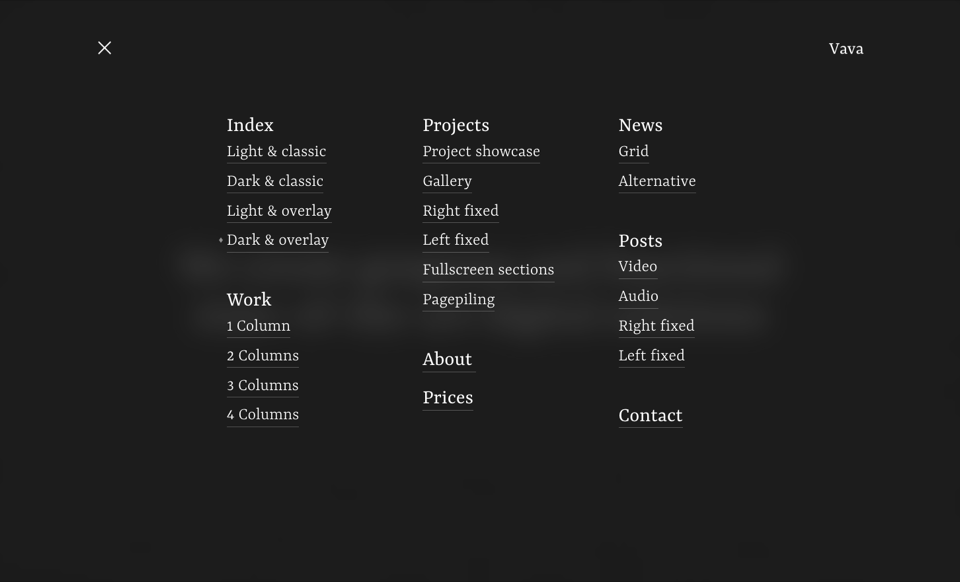 Vava
Index
Light & classic
Dark & classic
Light & overlay
Dark & overlay
Work
1 Column
2 Columns
3 Columns
4 Columns
Projects
Project showcase
Gallery
Right fixed
Left fixed
Fullscreen sections
Pagepiling
About
Prices
News
Grid
Alternative
Posts
Video
Audio
Right fixed
Left fixed
Contact